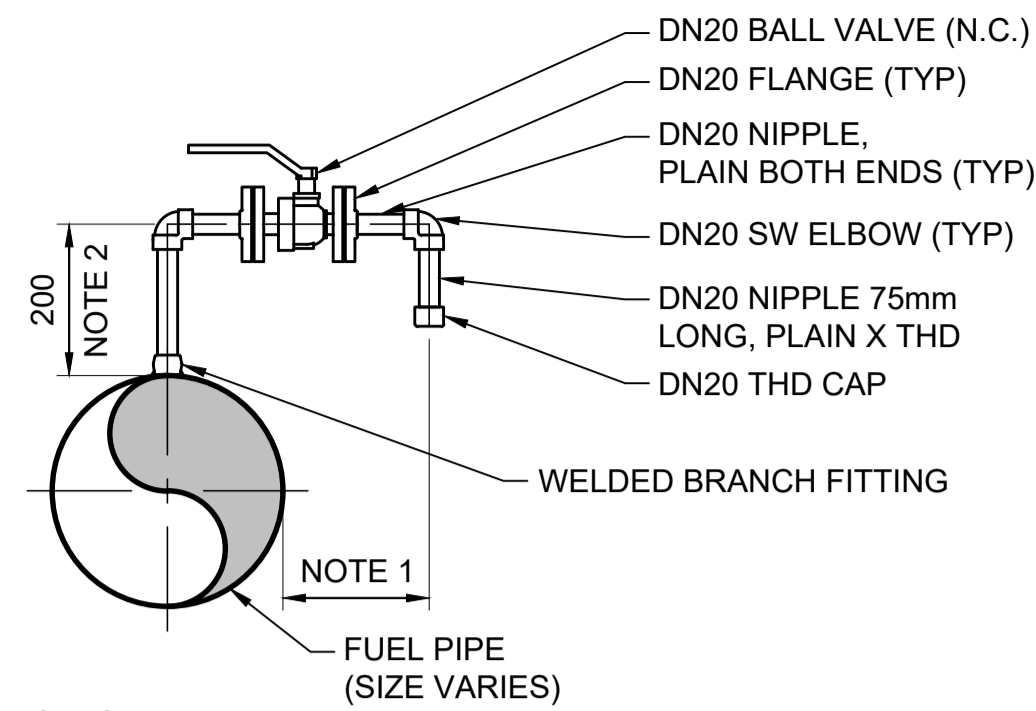 DN20 BALL VALVE (N.C.)
DN20 FLANGE (TYP)
DN20 NIPPLE,
PLAIN BOTH ENDS (TYP)
DN20 SW ELBOW (TYP)
DN20 NIPPLE 75mm
LONG, PLAIN X THD
DN20 THD CAP
200
NOTE 2
WELDED BRANCH FITTING
NOTE 1
FUEL PIPE
(SIZE VARIES)